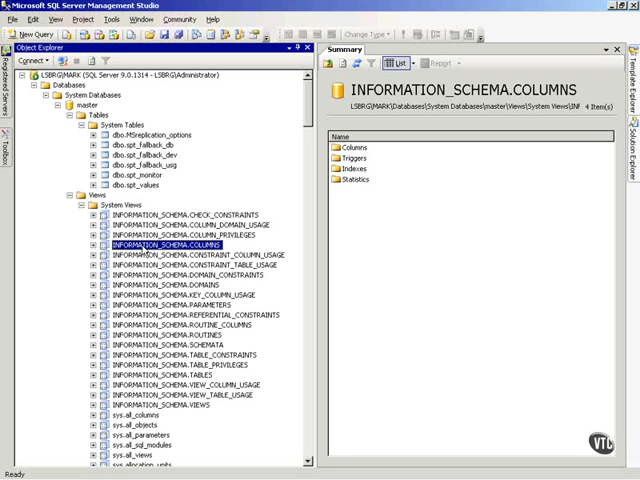 Microsoft SQL Server Management Studio
File Edit View Project Tools Window Community Help
New Query
Change Type
Object Explorer
Connect
LSBRG\MARK (SQL Server 9.0.1314 - LSBRG\Administrator)
Databases
System Databases
master
Tables
System Tables
dbo.MSreplication_options
dbo.spt_fallback_db
dbo.spt_fallback_dev
dbo.spt_fallback_usg
dbo.spt_monitor
dbo.spt_values
Views
System Views
INFORMATION_SCHEMA.CHECK_CONSTRAINTS
INFORMATION_SCHEMA.COLUMN_DOMAIN_USAGE
INFORMATION_SCHEMA.COLUMN_PRIVILEGES
INFORMATION_SCHEMA.COLUMNS
INFORMATION_SCHEMA.CONSTRAINT_COLUMN_USAGE
INFORMATION_SCHEMA.CONSTRAINT_TABLE_USAGE
INFORMATION_SCHEMA.DOMAIN_CONSTRAINTS
INFORMATION_SCHEMA.DOMAINS
INFORMATION_SCHEMA.KEY_COLUMN_USAGE
INFORMATION_SCHEMA.PARAMETERS
INFORMATION_SCHEMA.REFERENTIAL_CONSTRAINTS
INFORMATION_SCHEMA.ROUTINE_COLUMNS
INFORMATION_SCHEMA.ROUTINES
INFORMATION_SCHEMA.SCHEMATA
INFORMATION_SCHEMA.TABLE_CONSTRAINTS
INFORMATION_SCHEMA.TABLE_PRIVILEGES
INFORMATION_SCHEMA.TABLES
INFORMATION_SCHEMA.VIEW_COLUMN_USAGE
INFORMATION_SCHEMA.VIEW_TABLE_USAGE
INFORMATION_SCHEMA.VIEWS
sys.all_columns
sys.all_objects
sys.all_parameters
sys.all_sql_modules
sys.all_views
sys.allocation_units
Summary
List Report
INFORMATION_SCHEMA.COLUMNS
LSBRG\MARK\Databases\System Databases\master\Views\System Views\INF 4 Item(s)
Name
Columns
Triggers
Indexes
Statistics
Registered Servers
Toolbox
Template Explorer
Solution Explorer
VTC
Ready